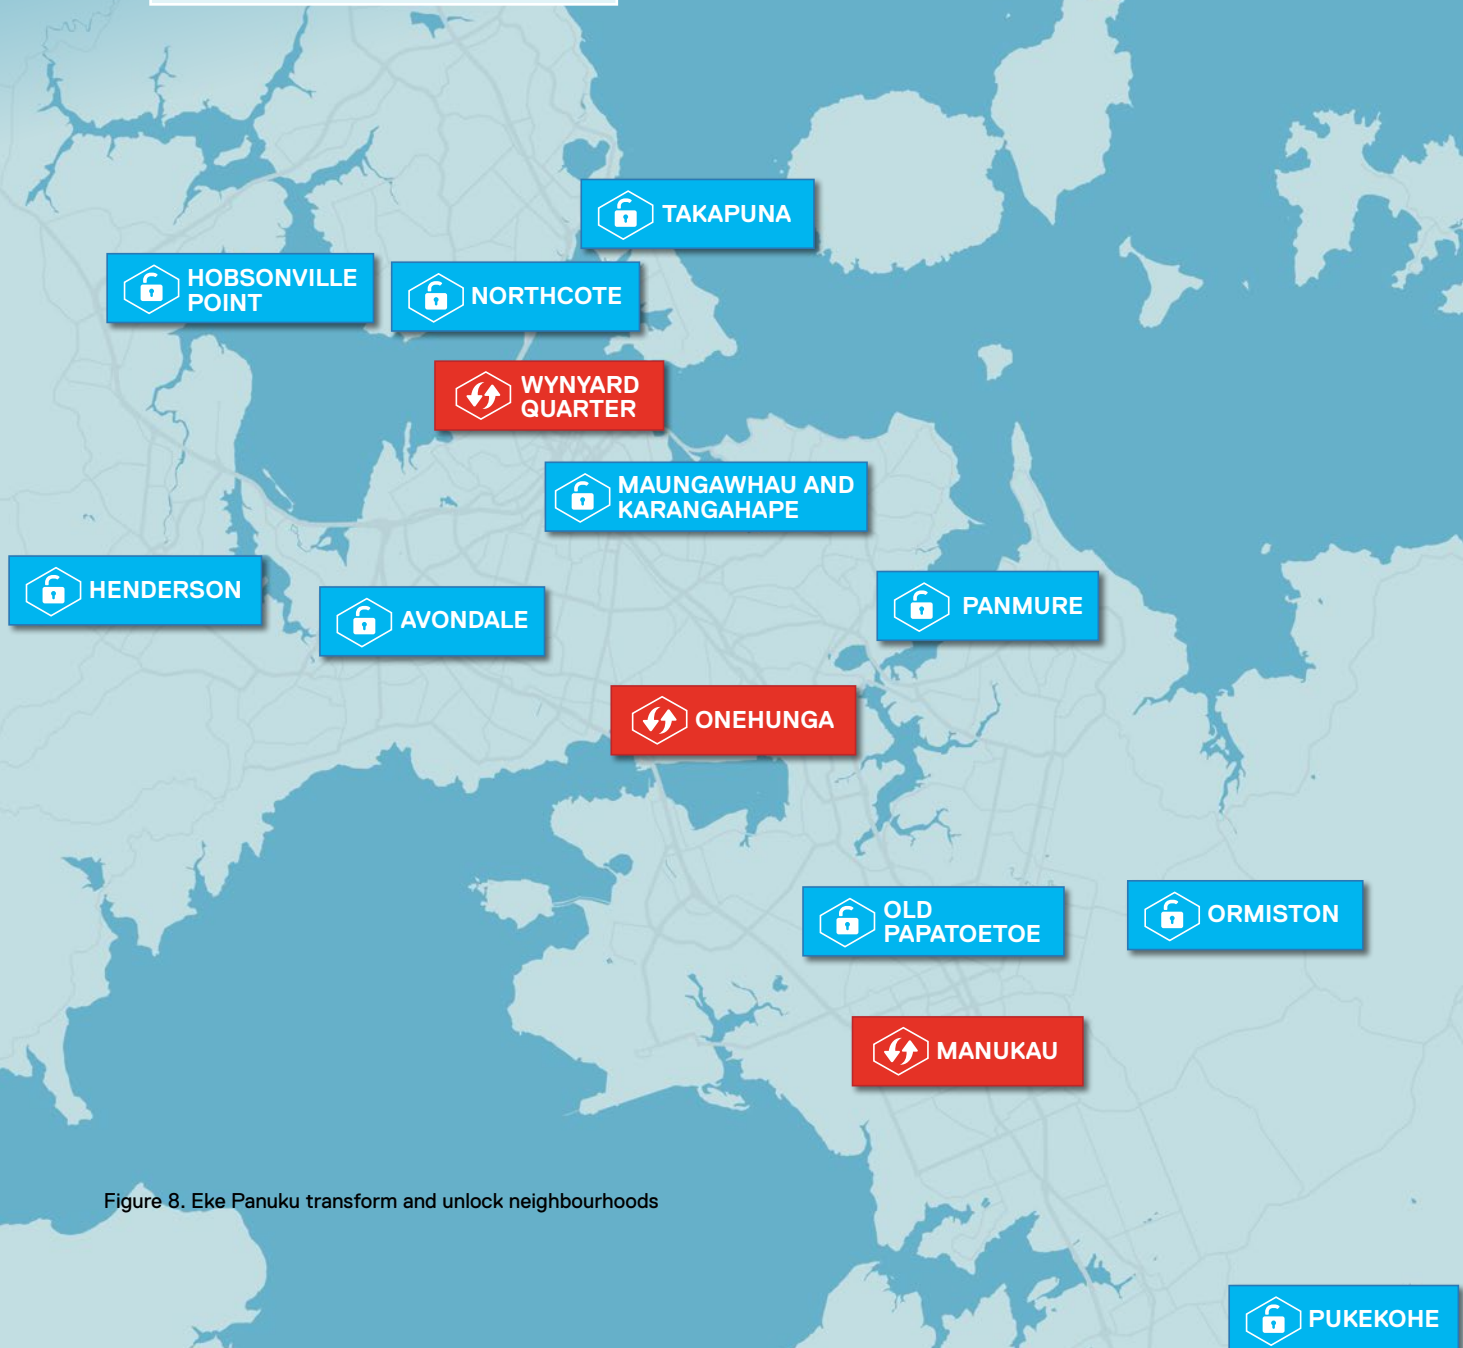 TAKAPUNA
HOBSONVILLE
POINT
NORTHCOTE
WYNYARD
QUARTER
MAUNGAWHAU AND
KARANGAHAPE
HENDERSON
AVONDALE
PANMURE
ONEHUNGA
OLD
PAPATOETOE
ORMISTON
MANUKAU
Figure 8. Eke Panuku transform and unlock neighbourhoods
PUKEKOHE